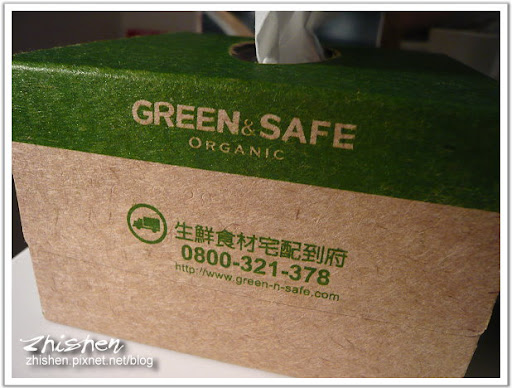 GREEN & SAFE
ORGANIC
生鮮食材宅配到府
0800-321-378
http://www.green-n-safe.com
zhishen
zhishen.pixnet.net/blog